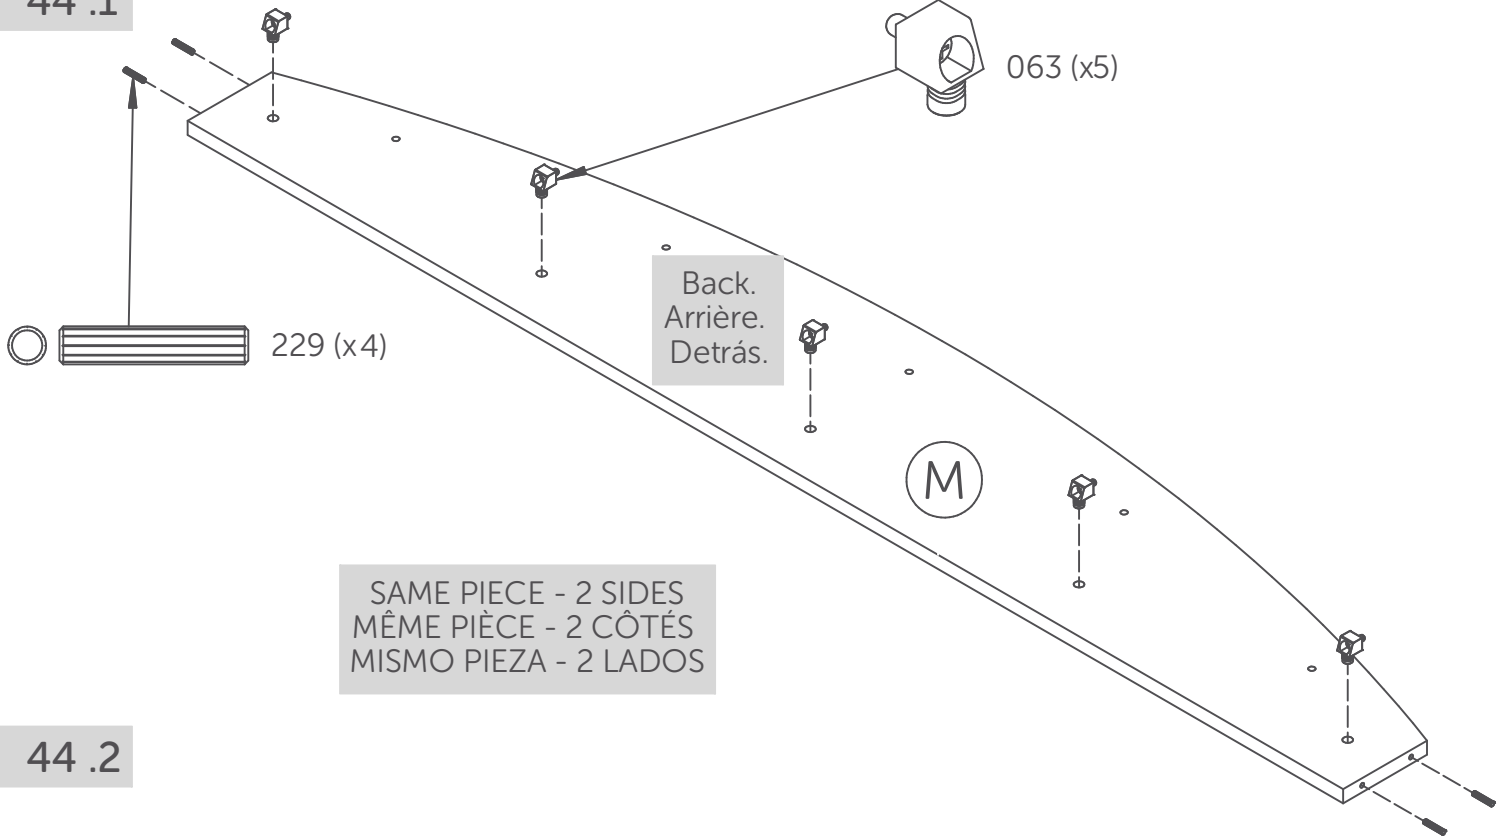 44 .1
063 (x5)
229 (x4)
Back.
Arrière.
Detrás.
M
SAME PIECE - 2 SIDES
MÊME PIÈCE - 2 CÔTÉS
MISMO PIEZA - 2 LADOS
44 .2